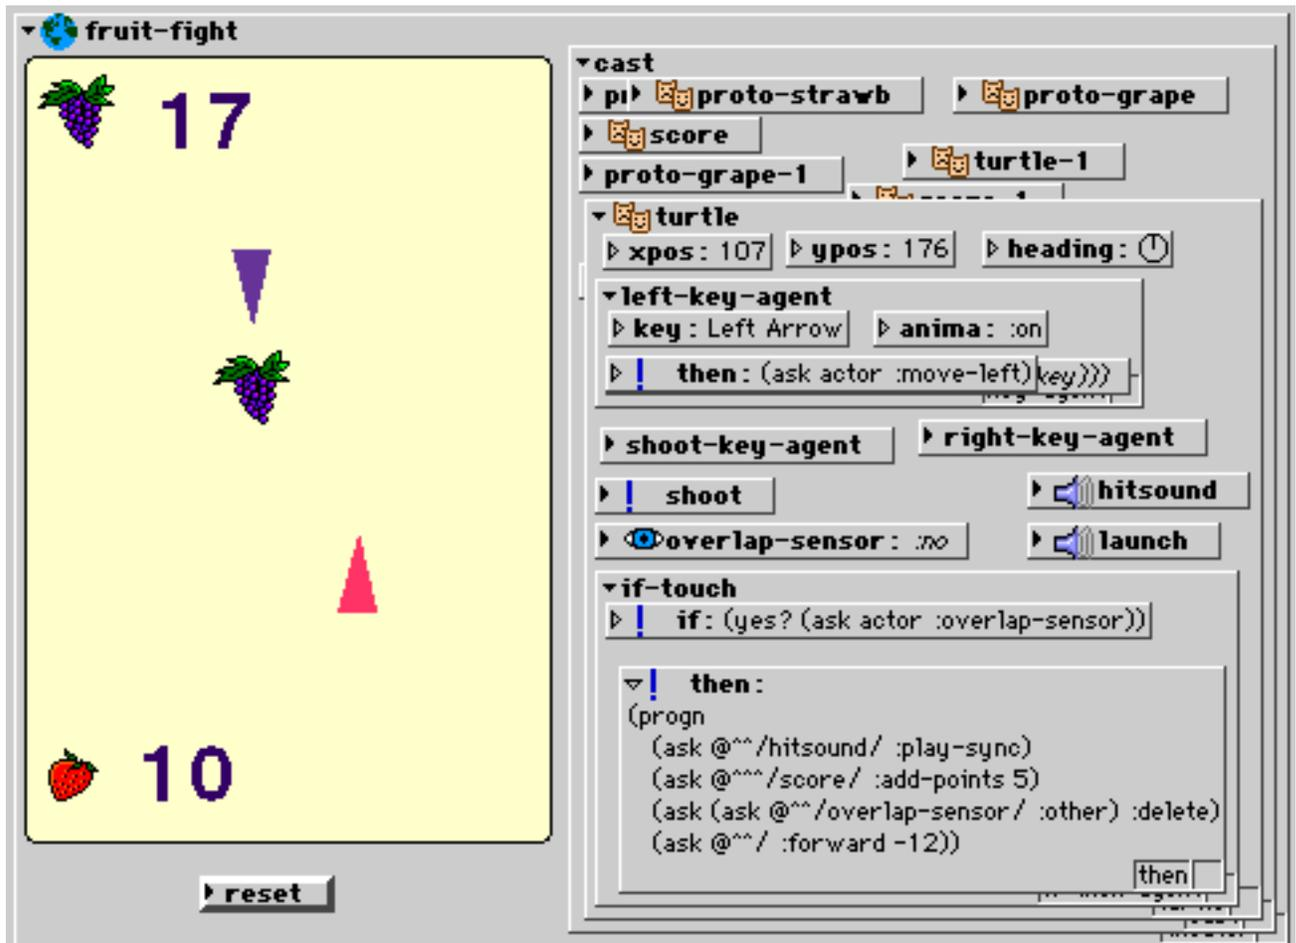 fruit-fight
17
10
reset
cast
proto-strawb
proto-grape
score
turtle-1
proto-grape-1
turtle
xpos: 107
ypos: 176
heading:
left-key-agent
key: Left Arrow
anima: :on
then: (ask actor :move-left)
key)))
shoot-key-agent
right-key-agent
shoot
hitsound
overlap-sensor: :no
launch
if-touch
if: (yes? (ask actor :overlap-sensor))
then:
(progn
(ask @^^/hitsound/ :play-sync)
(ask @^^^/score/ :add-points 5)
(ask (ask @^^/overlap-sensor/ :other) :delete)
(ask @^^/ :forward -12))
then